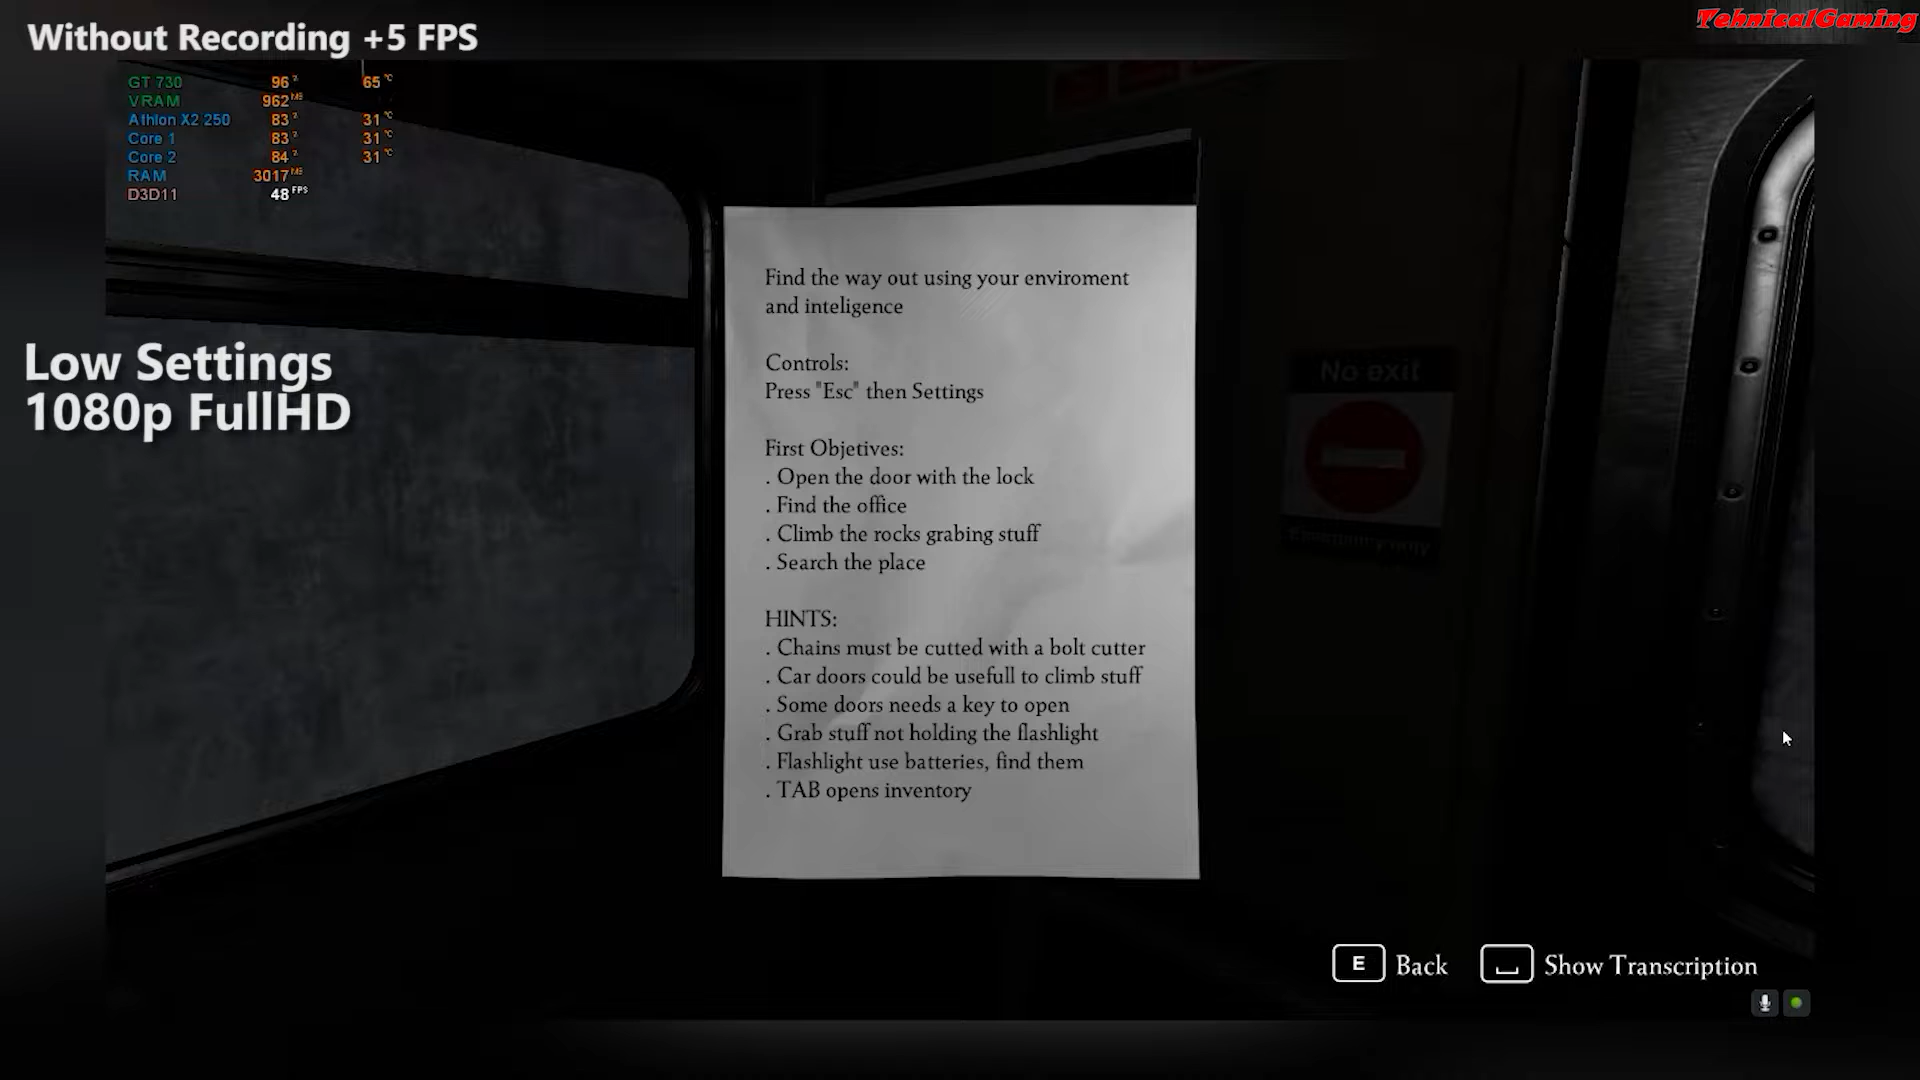 Without Recording +5 FPS
TehnicalGaming
GT 730 96 % 65 °C
VRAM 962 MB
Athlon X2 250 83 % 31 °C
Core 1 83 % 31 °C
Core 2 84 % 31 °C
RAM 3017 MB
D3D11 48 FPS
Low Settings
1080p FullHD
Find the way out using your enviroment
and inteligence
Controls:
Press "Esc" then Settings
First Objetives:
. Open the door with the lock
. Find the office
. Climb the rocks grabing stuff
. Search the place
HINTS:
. Chains must be cutted with a bolt cutter
. Car doors could be usefull to climb stuff
. Some doors needs a key to open
. Grab stuff not holding the flashlight
. Flashlight use batteries, find them
. TAB opens inventory
No exit
Emergency only
E Back Show Transcription